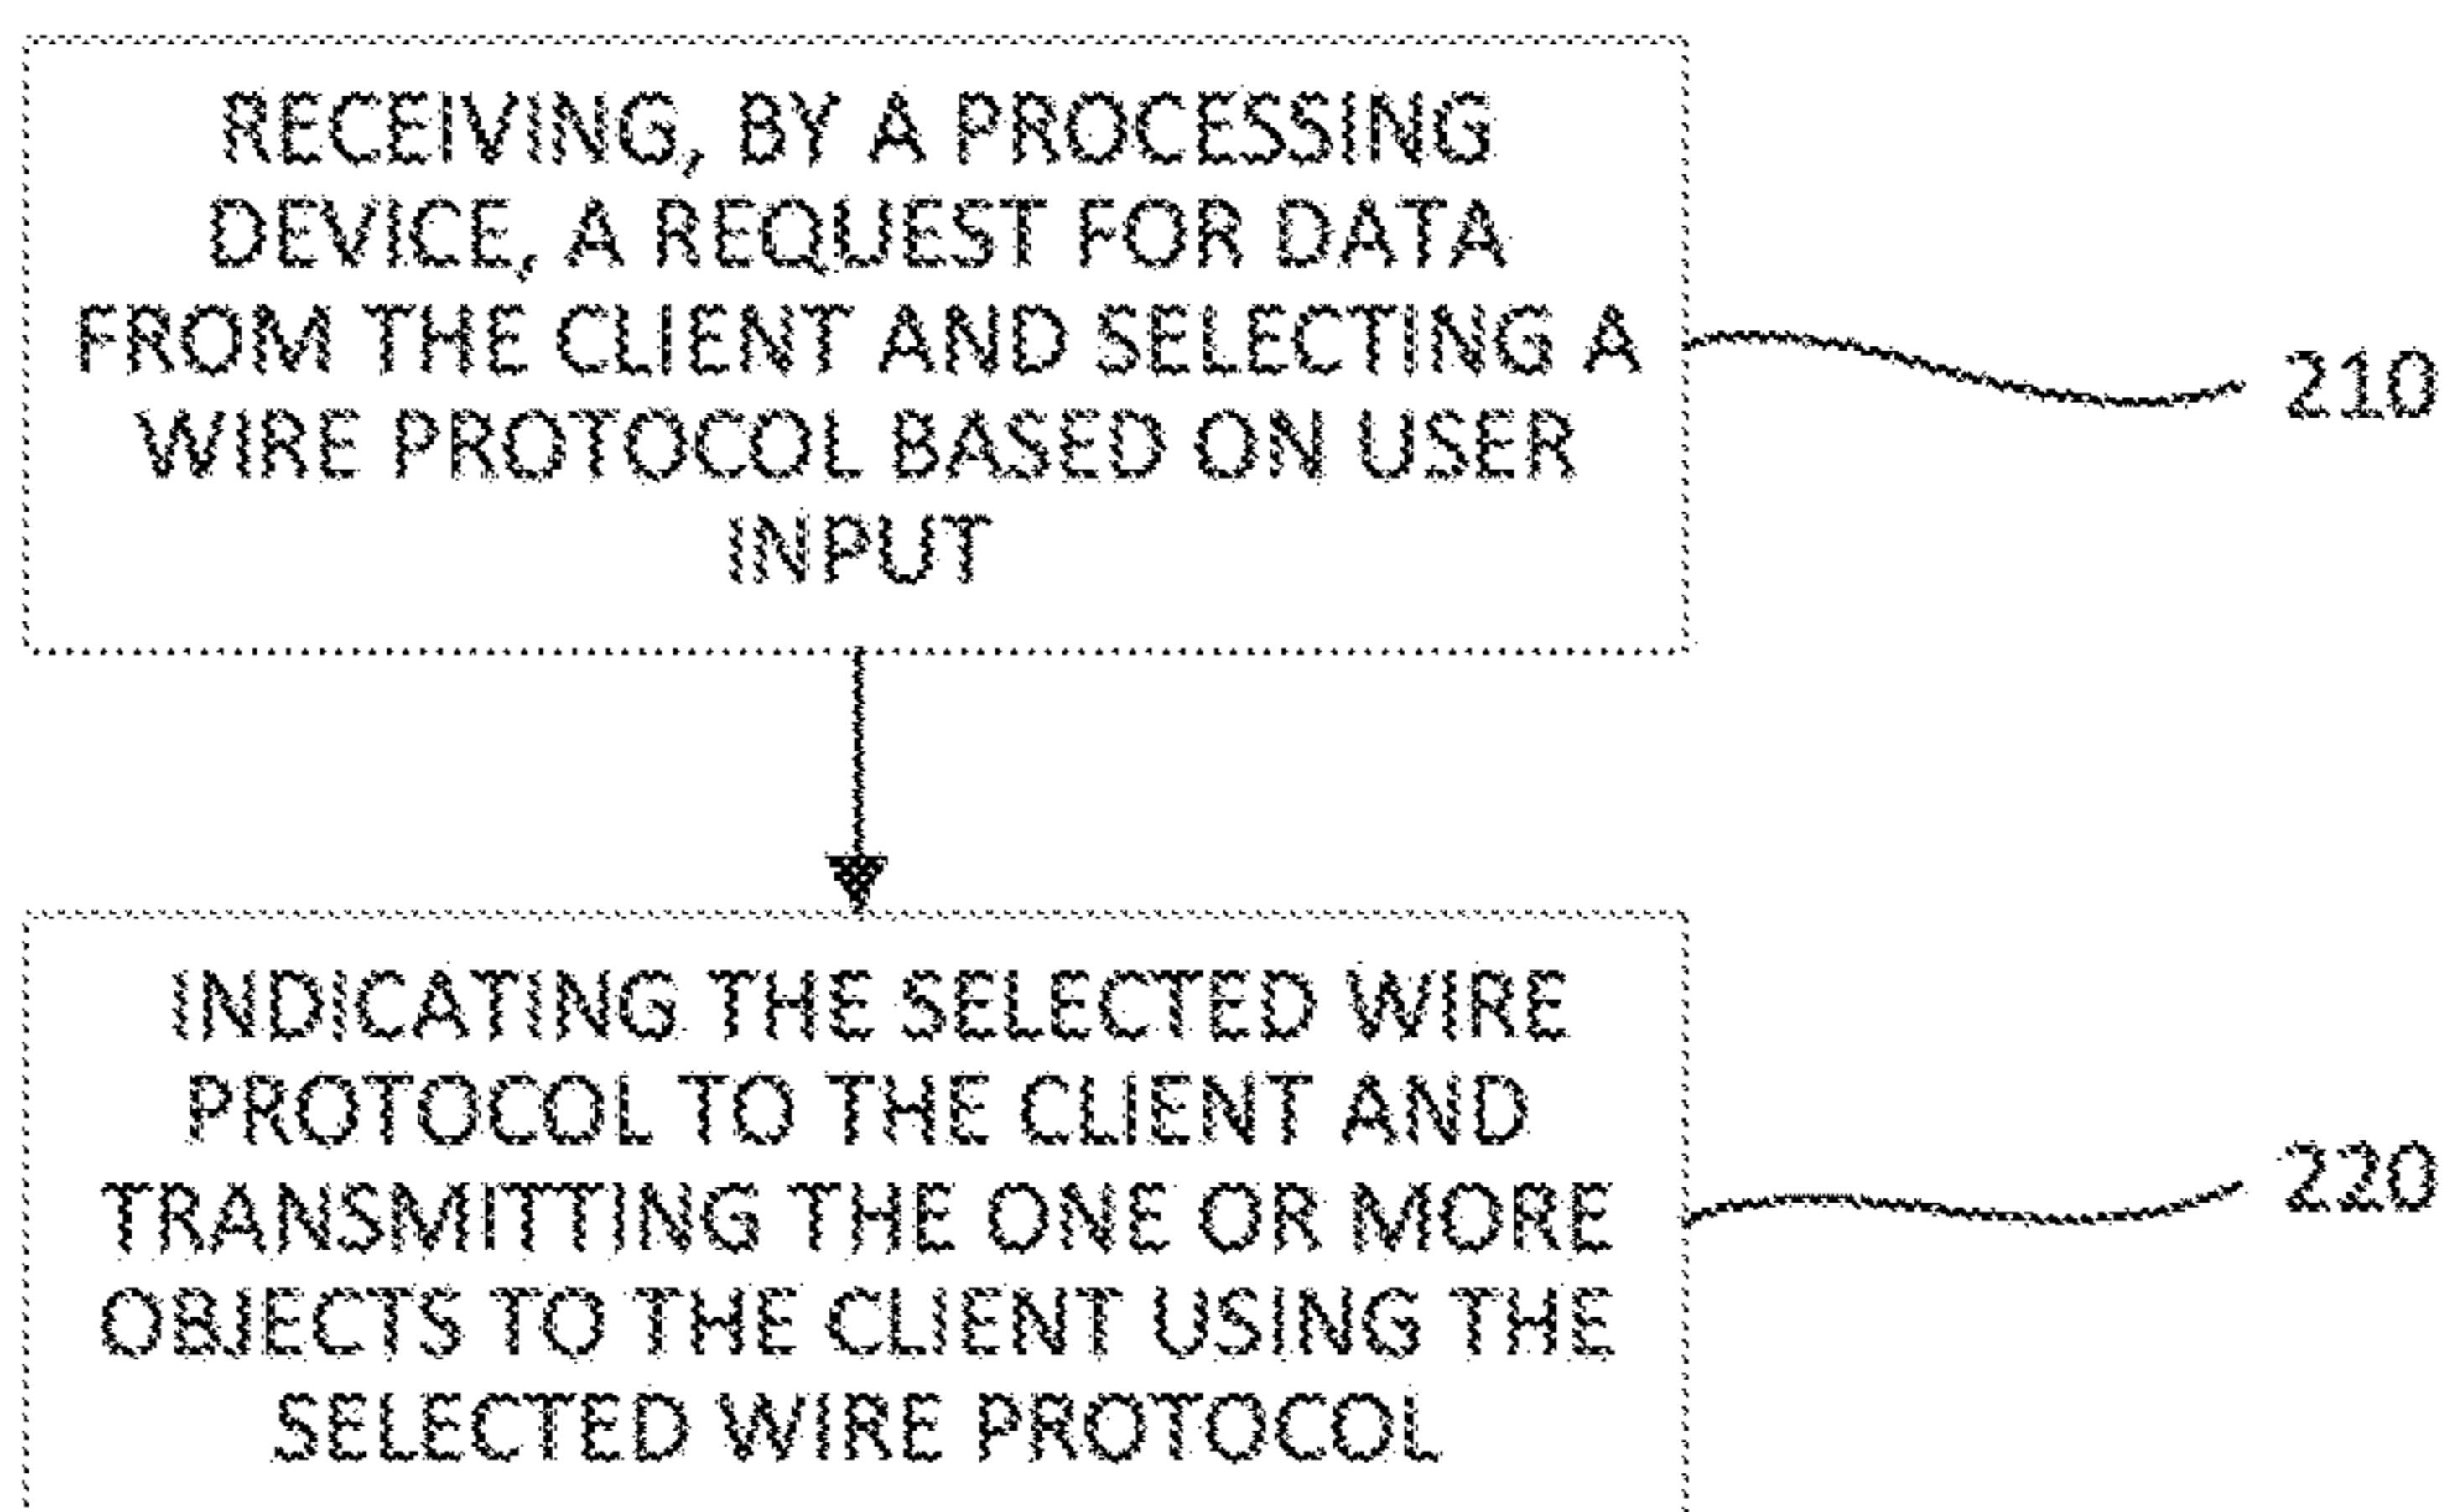 RECEIVING, BY A PROCESSING
DEVICE, A REQUEST FOR DATA
FROM THE CLIENT AND SELECTING A
WIRE PROTOCOL BASED ON USER
INPUT
210
INDICATING THE SELECTED WIRE
PROTOCOL TO THE CLIENT AND
TRANSMITTING THE ONE OR MORE
OBJECTS TO THE CLIENT USING THE
SELECTED WIRE PROTOCOL
220